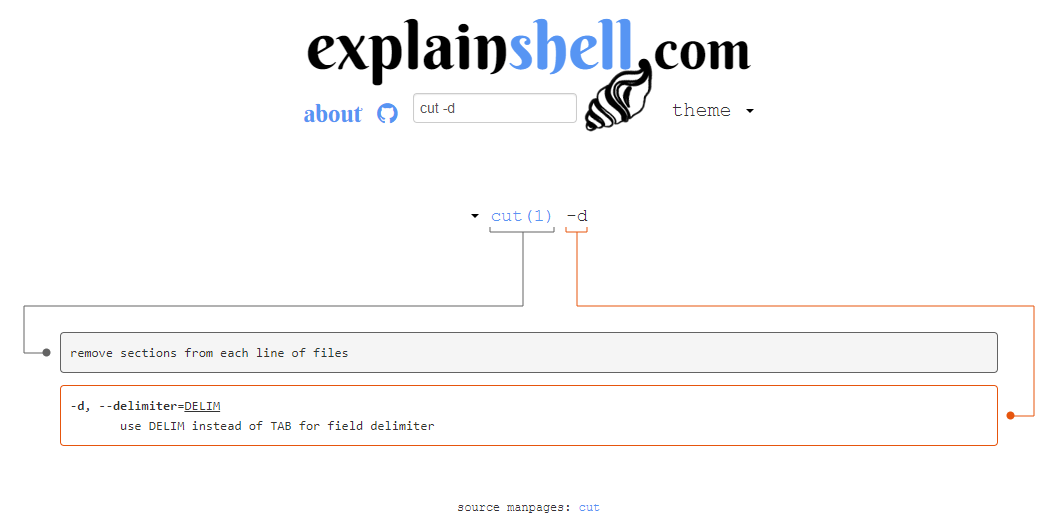 explainshell.com
about cut -d theme
cut(1) -d
remove sections from each line of files
-d, --delimiter=DELIM
use DELIM instead of TAB for field delimiter
source manpages: cut